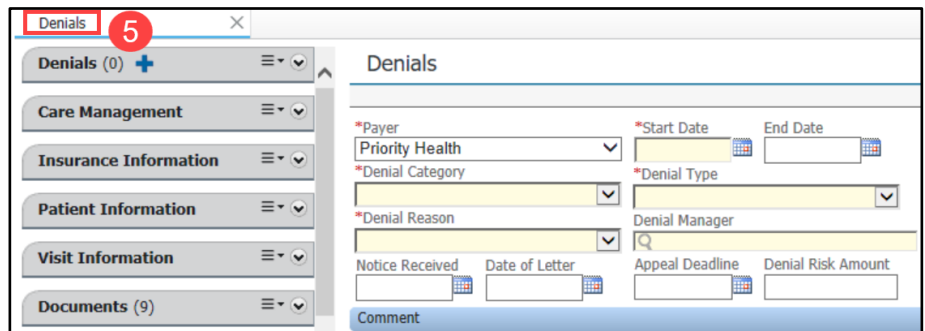 Denials
5
Denials (0)
Care Management
Insurance Information
Patient Information
Visit Information
Documents (9)
Denials
*Payer
*Start Date
End Date
Priority Health
*Denial Category
*Denial Type
*Denial Reason
Denial Manager
Notice Received
Date of Letter
Appeal Deadline
Denial Risk Amount
Comment